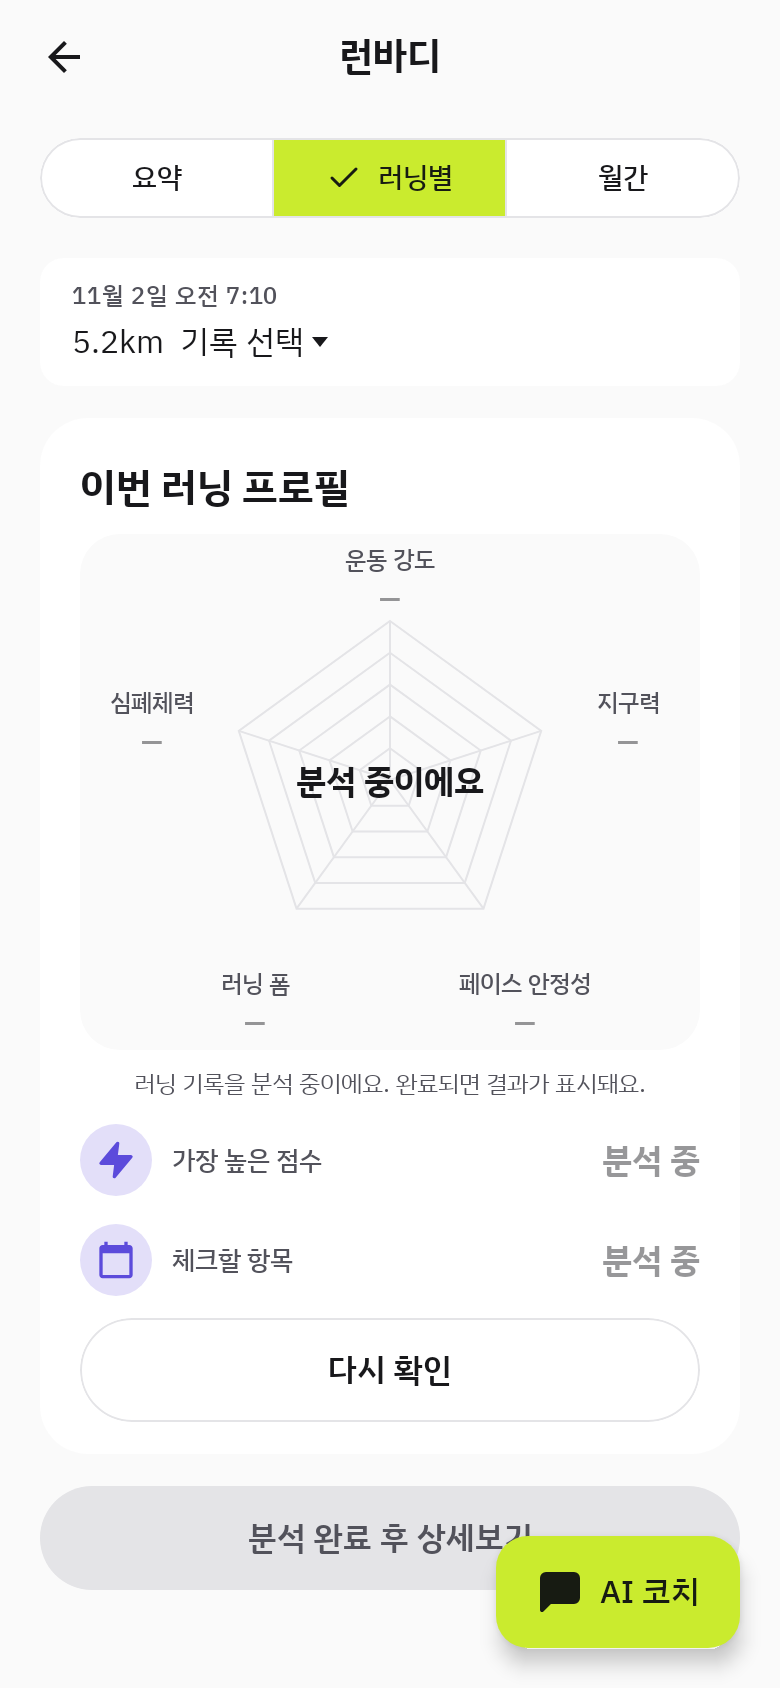 런바디
요약
러닝별
월간
11월 2일 오전 7:10
5.2km 기록 선택
이번 러닝 프로필
운동 강도
—
심폐체력
—
지구력
—
분석 중이에요
러닝 폼
—
페이스 안정성
—
러닝 기록을 분석 중이에요. 완료되면 결과가 표시돼요.
가장 높은 점수
분석 중
체크할 항목
분석 중
다시 확인
분석 완료 후 상세보기
AI 코치